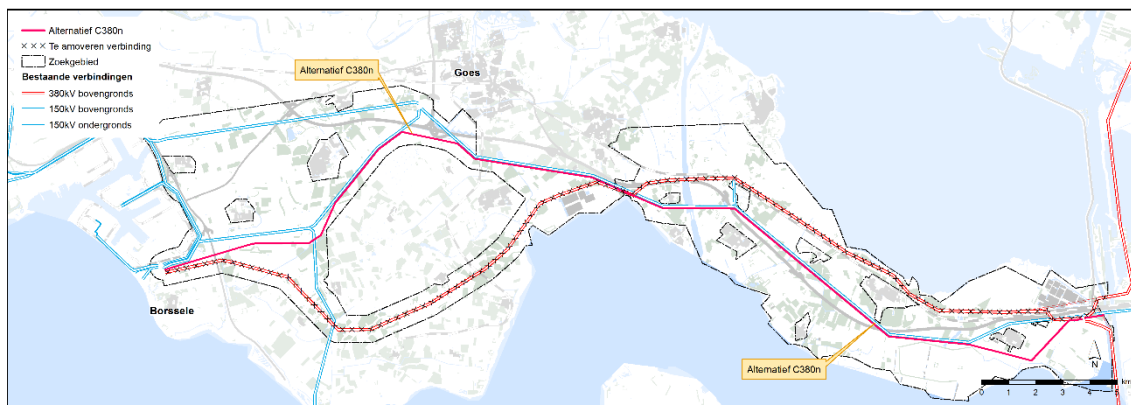 Alternatief C380n
Te amoveren verbinding
Zoekgebied
Bestaande verbindingen
380kV bovengronds
150kV bovengronds
150kV ondergronds
Alternatief C380n
Goes
Borssele
Alternatief C380n
N
0 1 2 3 4 5 km